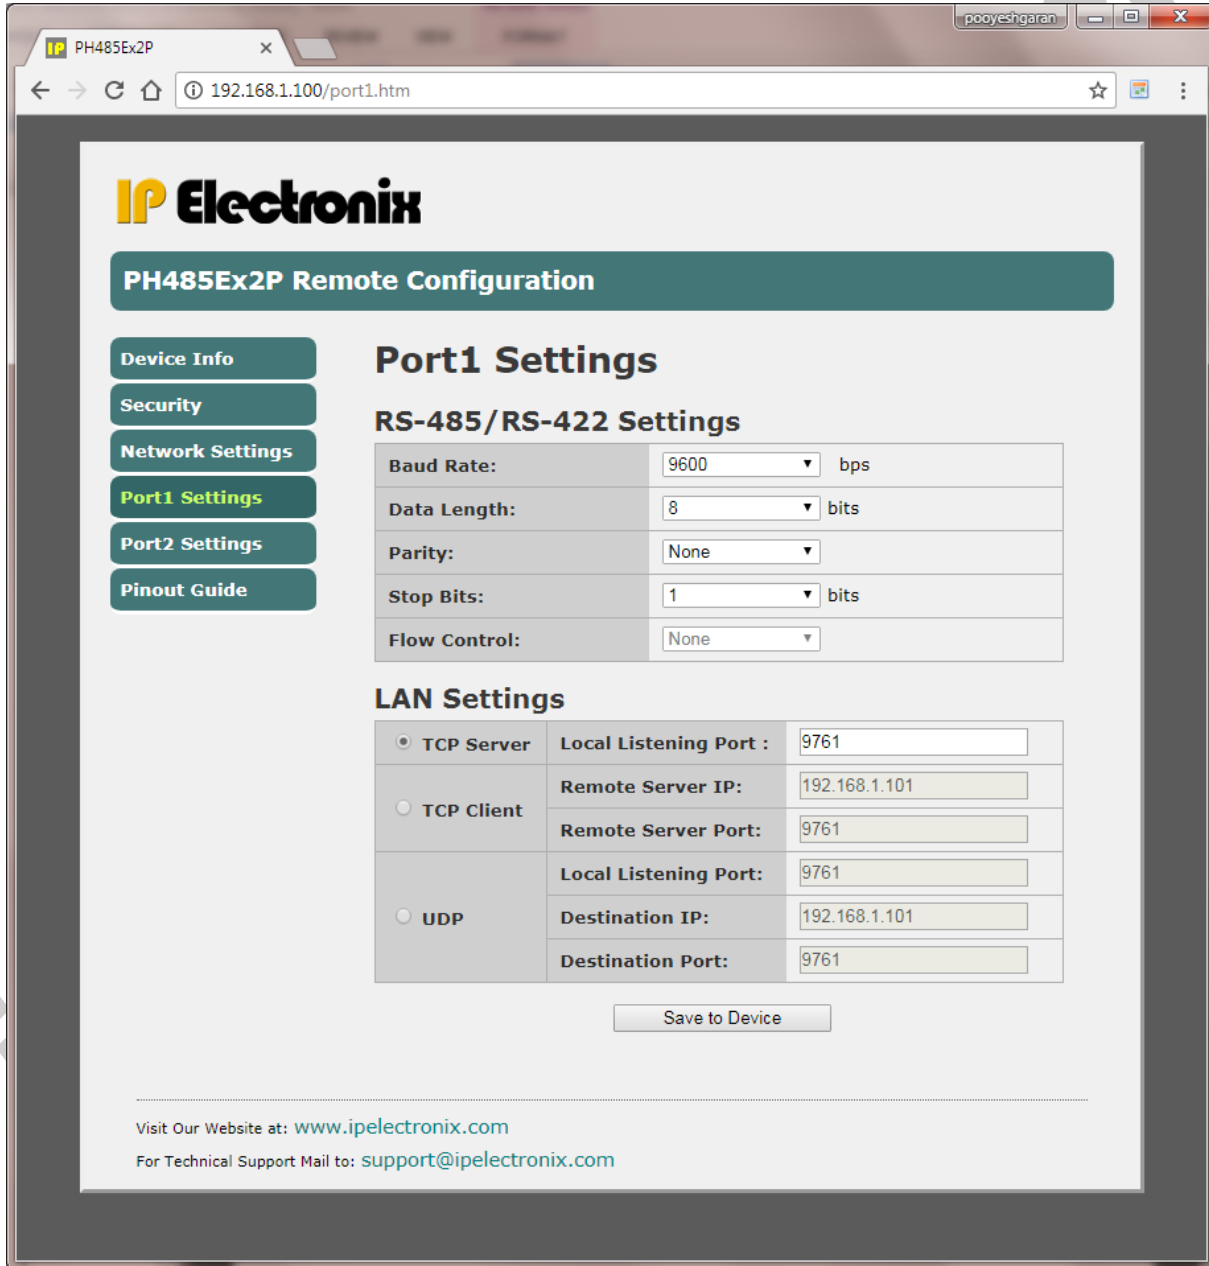 pooyeshgaran
PH485Ex2P
192.168.1.100/port1.htm
IP Electronix
PH485Ex2P Remote Configuration
Device Info
Security
Network Settings
Port1 Settings
Port2 Settings
Pinout Guide
Port1 Settings
RS-485/RS-422 Settings
Baud Rate: 9600 bps
Data Length: 8 bits
Parity: None
Stop Bits: 1 bits
Flow Control: None
LAN Settings
TCP Server Local Listening Port : 9761
TCP Client
Remote Server IP: 192.168.1.101
Remote Server Port: 9761
UDP
Local Listening Port: 9761
Destination IP: 192.168.1.101
Destination Port: 9761
Save to Device
Visit Our Website at: www.ipelectronix.com
For Technical Support Mail to: support@ipelectronix.com